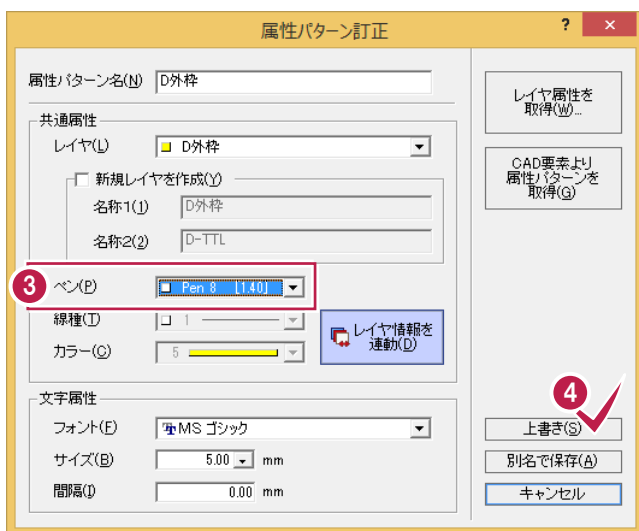 属性パターン訂正
? ×
属性パターン名(N) D外枠
レイヤ属性を
取得(W)...
共通属性
レイヤ(L) D外枠
CAD要素より
属性パターンを
取得(G)
新規レイヤを作成(Y)
名称1(1) D外枠
名称2(2) D-TTL
3 ペン(P) Pen 8 [1.40]
線種(T) 1
カラー(C) 5
レイヤ情報を
連動(D)
文字属性
フォント(F) MS ゴシック
サイズ(B) 5.00 mm
間隔(I) 0.00 mm
4
上書き(S)
別名で保存(A)
キャンセル